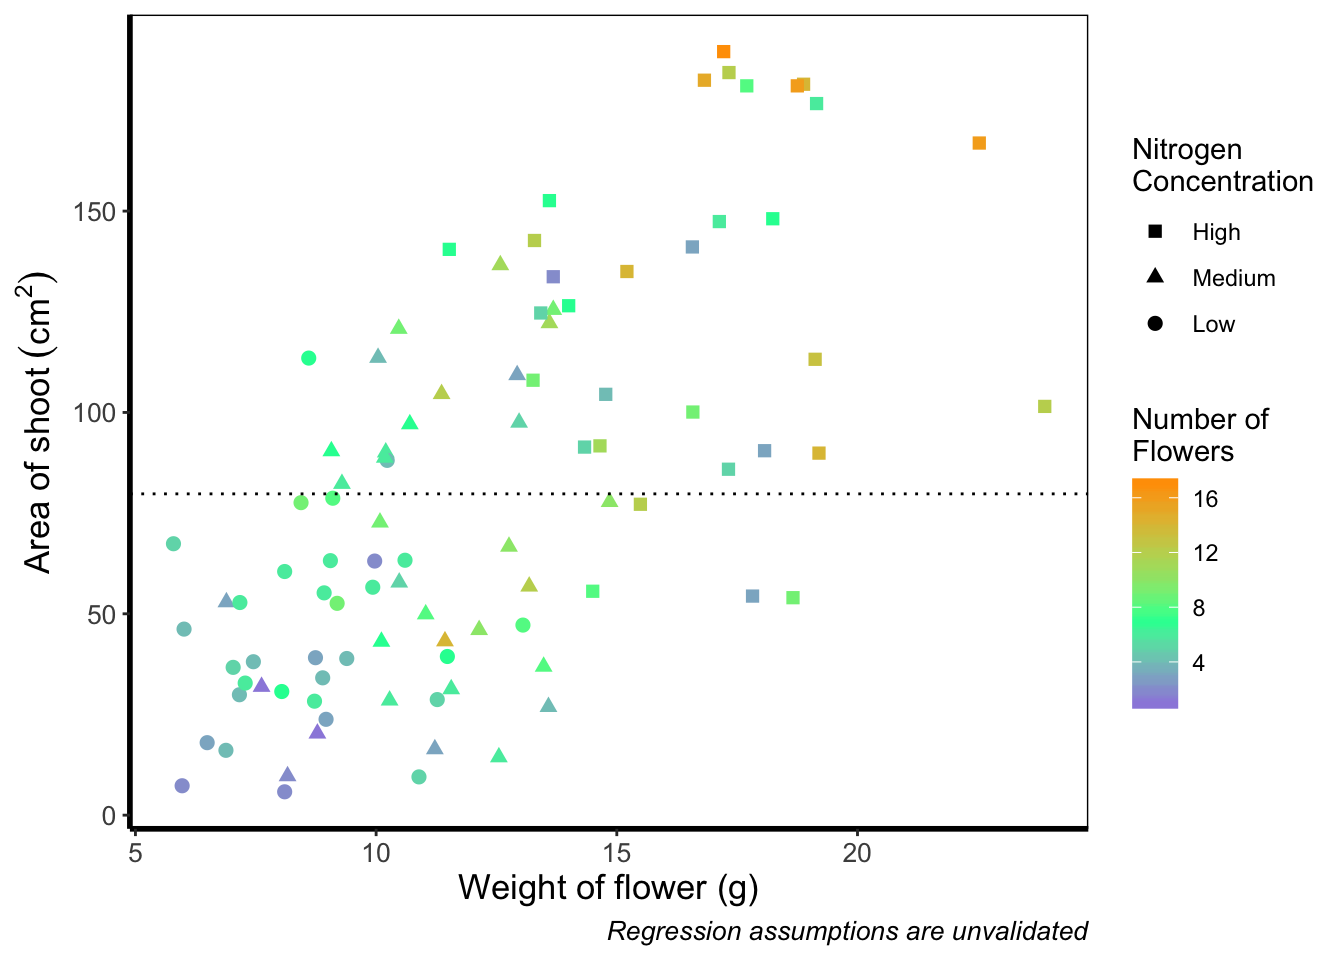 Area of shoot (cm²)
150
100
50
0
5 10 15 20
Weight of flower (g)
Regression assumptions are unvalidated
Nitrogen
Concentration
High
Medium
Low
Number of
Flowers
16
12
8
4